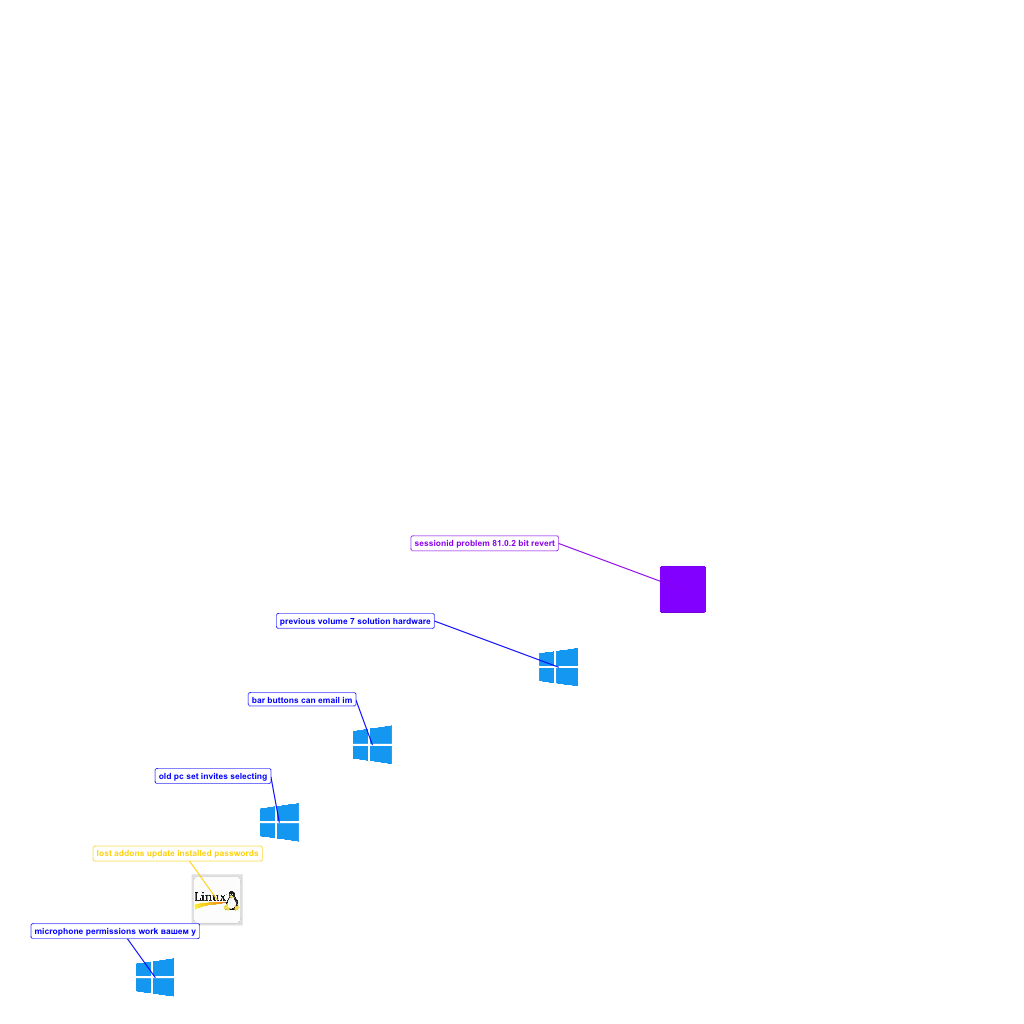 sessionid problem 81.0.2 bit revert
previous volume 7 solution hardware
bar buttons can email im
old pc set invites selecting
lost addons update installed passwords
Linux
microphone permissions work вашем у